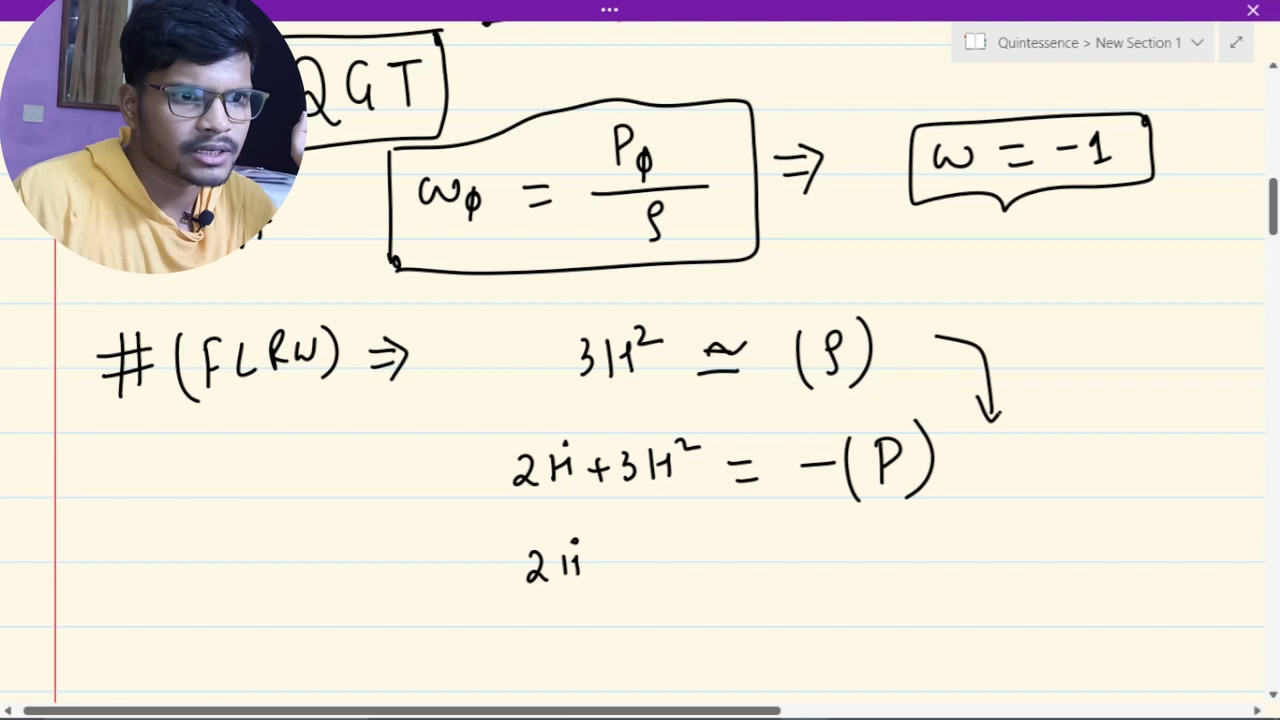 Quintessence > New Section 1
QGT
ωφ = Pφ / ρ ⇒ ω = -1
# (FLRW) ⇒ 3H² ≃ (ρ)
2Ḣ + 3H² = -(P)
2Ḣ